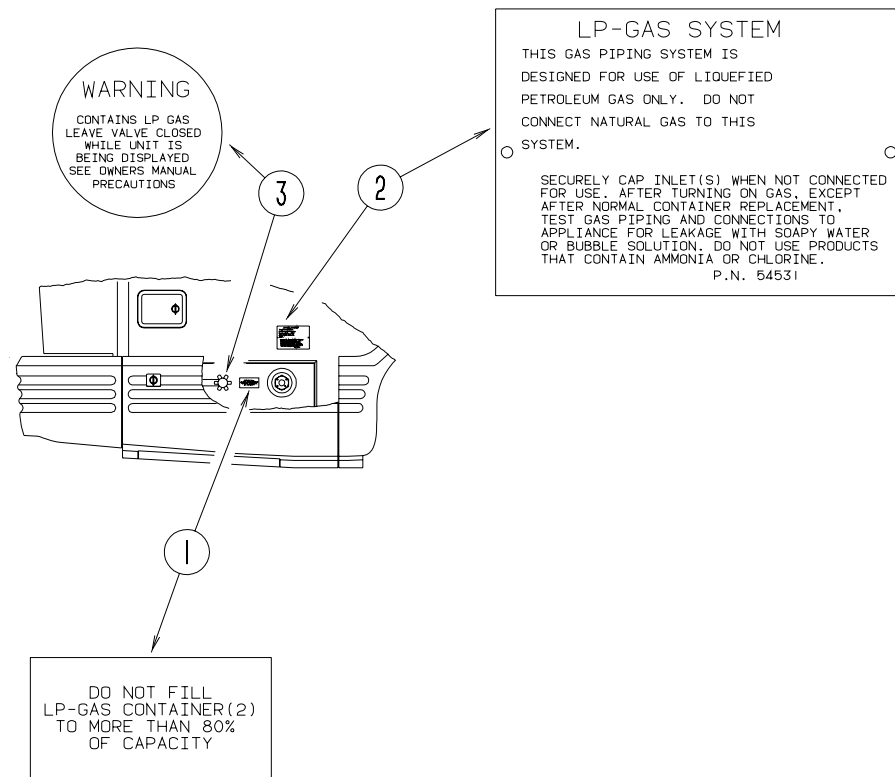 LP-GAS SYSTEM
THIS GAS PIPING SYSTEM IS
DESIGNED FOR USE OF LIQUEFIED
PETROLEUM GAS ONLY. DO NOT
CONNECT NATURAL GAS TO THIS
SYSTEM.
SECURELY CAP INLET(S) WHEN NOT CONNECTED
FOR USE. AFTER TURNING ON GAS, EXCEPT
AFTER NORMAL CONTAINER REPLACEMENT,
TEST GAS PIPING AND CONNECTIONS TO
APPLIANCE FOR LEAKAGE WITH SOAPY WATER
OR BUBBLE SOLUTION. DO NOT USE PRODUCTS
THAT CONTAIN AMMONIA OR CHLORINE.
P.N. 54531
WARNING
CONTAINS LP GAS
LEAVE VALVE CLOSED
WHILE UNIT IS
BEING DISPLAYED
SEE OWNERS MANUAL
PRECAUTIONS
3
2
1
DO NOT FILL
LP-GAS CONTAINER(2)
TO MORE THAN 80%
OF CAPACITY